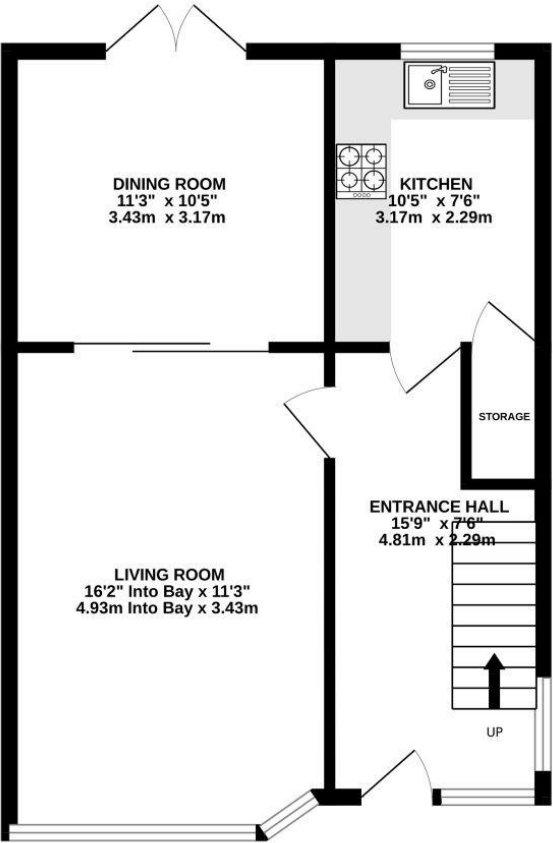 DINING ROOM
11'3" x 10'5"
3.43m x 3.17m
KITCHEN
10'5" x 7'6"
3.17m x 2.29m
STORAGE
ENTRANCE HALL
15'9" x 7'6"
4.81m x 2.29m
LIVING ROOM
16'2" Into Bay x 11'3"
4.93m Into Bay x 3.43m
UP